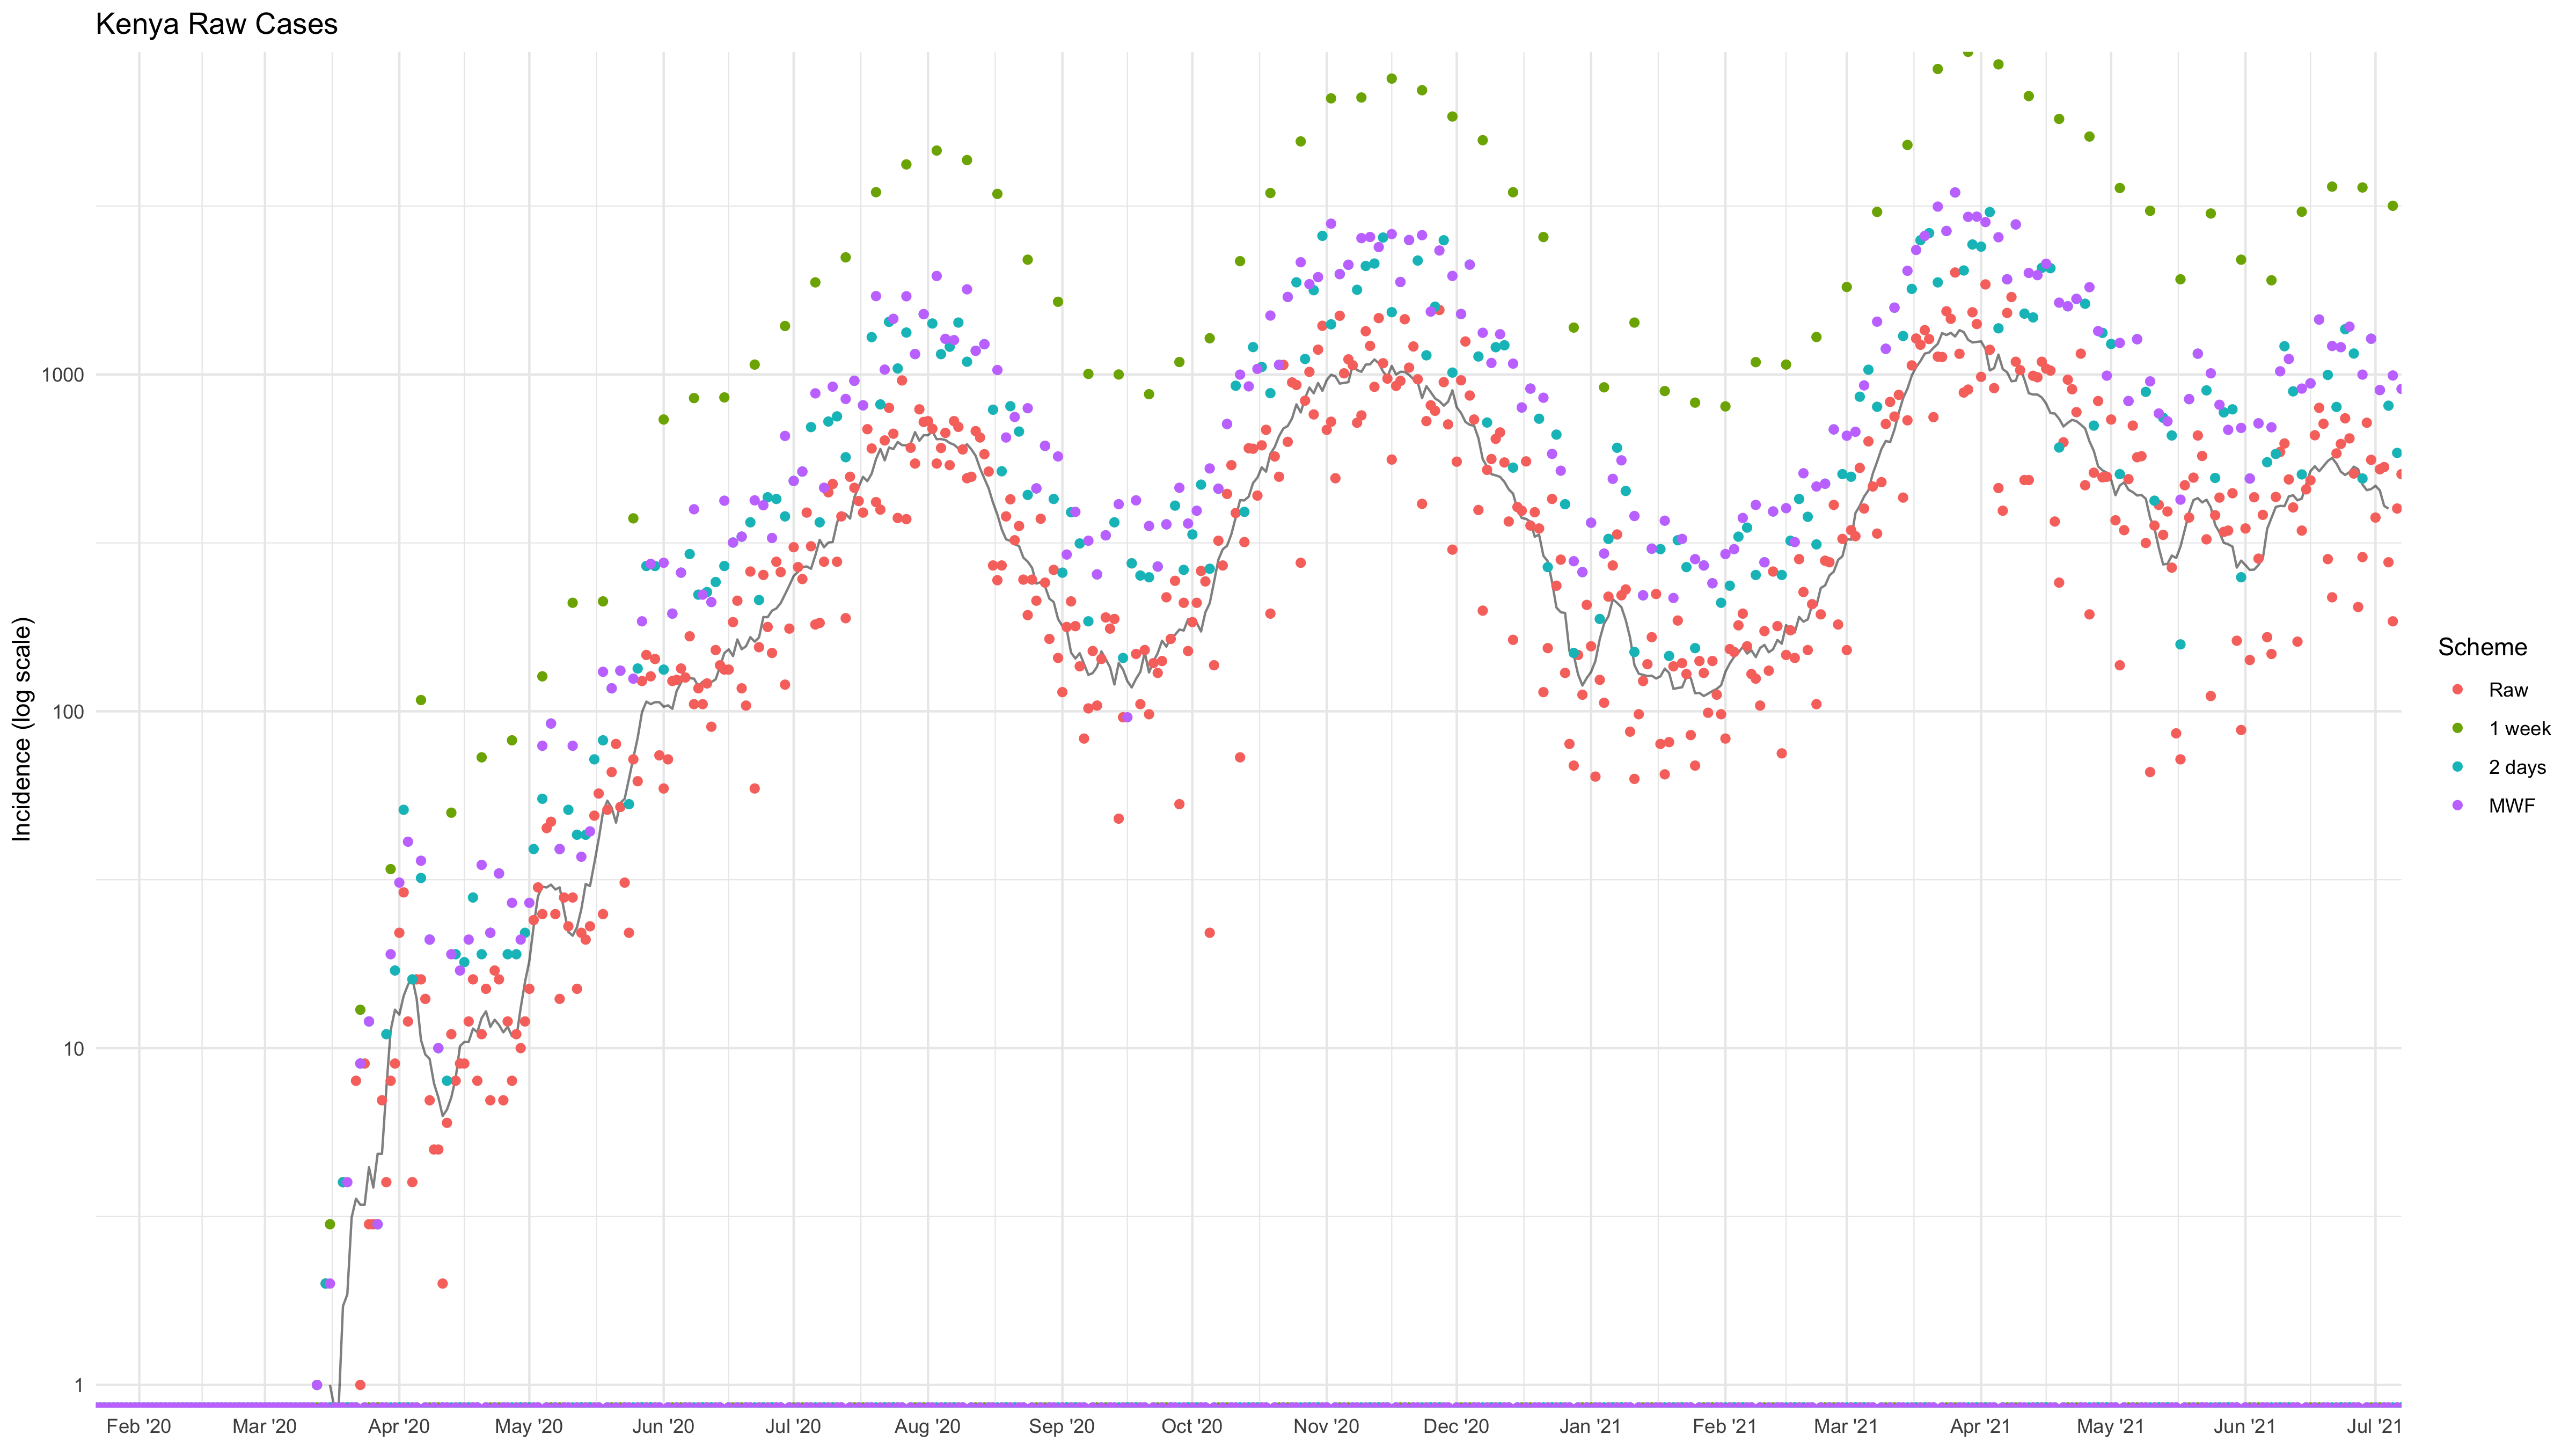 Kenya Raw Cases
Incidence (log scale)
1000
100
10
1
Feb '20
Mar '20
Apr '20
May '20
Jun '20
Jul '20
Aug '20
Sep '20
Oct '20
Nov '20
Dec '20
Jan '21
Feb '21
Mar '21
Apr '21
May '21
Jun '21
Jul '21
Scheme
Raw
1 week
2 days
MWF